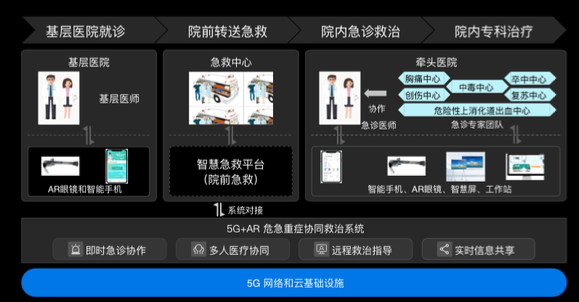 基层医院就诊
院前转送急救
院内急诊救治
院内专科治疗
基层医院
基层医师
AR眼镜和智能手机
急救中心
智慧急救平台
(院前急救)
系统对接
牵头医院
协作
急诊医师
胸痛中心
卒中中心
中毒中心
创伤中心
复苏中心
危险性上消化道出血中心
急诊专家团队
智能手机、AR眼镜、智慧屏、工作站
5G+AR 危急重症协同救治系统
即时急诊协作
多人医疗协同
远程救治指导
实时信息共享
5G 网络和云基础设施